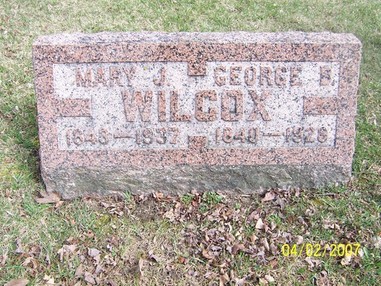 MARY J. GEORGE B.
WILCOX
1846–1937 1840–1928
04/02/2007